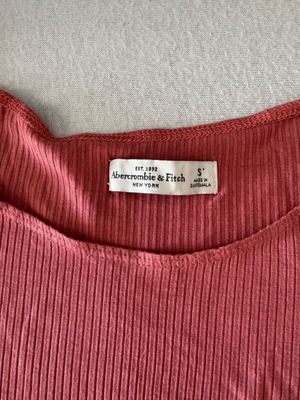 EST. 1892
Abercrombie & Fitch
NEW YORK
S
MADE IN
GUATEMALA